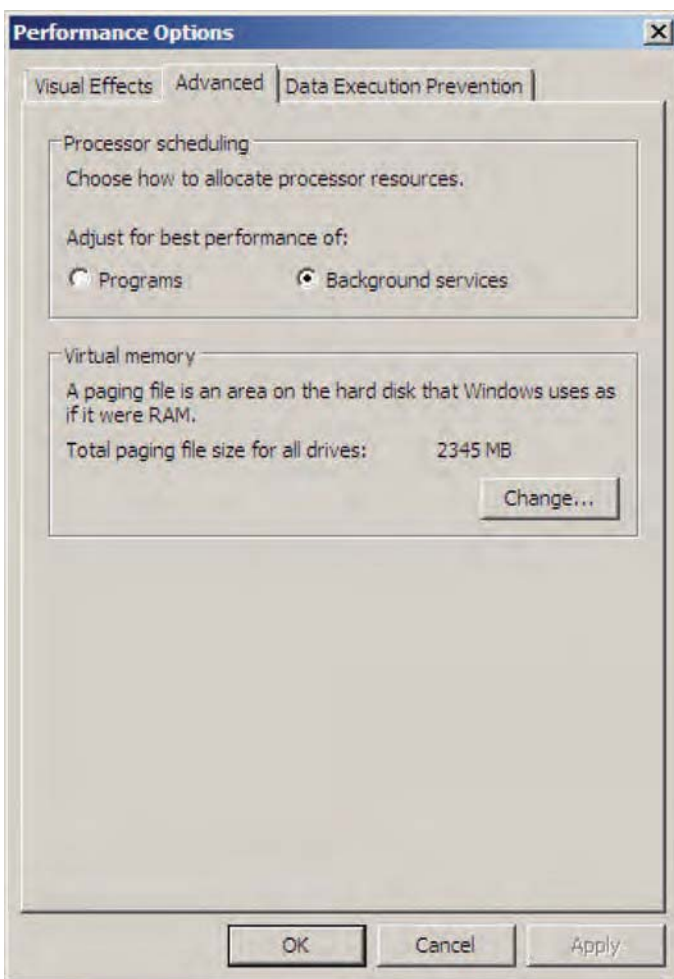 Performance Options
Visual Effects Advanced Data Execution Prevention
Processor scheduling
Choose how to allocate processor resources.
Adjust for best performance of:
Programs Background services
Virtual memory
A paging file is an area on the hard disk that Windows uses as
if it were RAM.
Total paging file size for all drives: 2345 MB
Change...
OK Cancel Apply